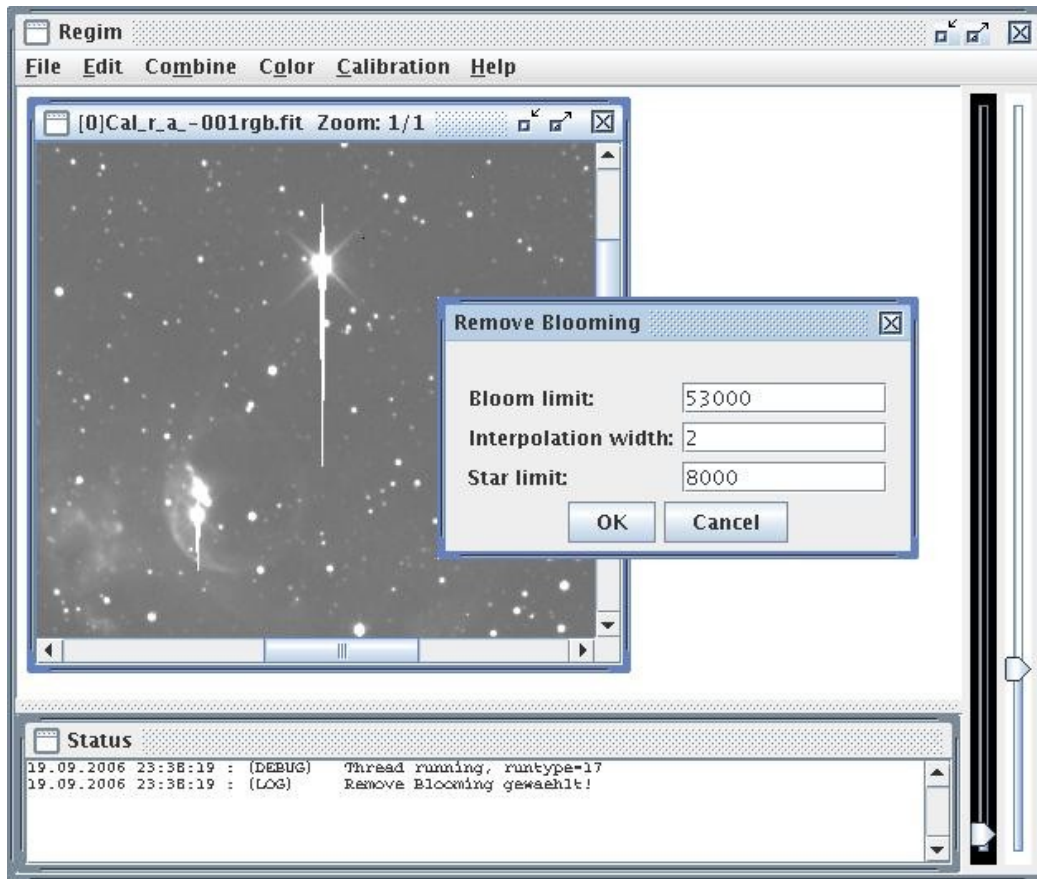 Regim
File Edit Combine Color Calibration Help
[0]Cal_r_a_-001rgb.fit Zoom: 1/1
Remove Blooming
Bloom limit: 53000
Interpolation width: 2
Star limit: 8000
OK Cancel
Status
19.09.2006 23:38:19 : (DEBUG) Thread running, runtype=17
19.09.2006 23:38:19 : (LOG) Remove Blooming gewaehlt!